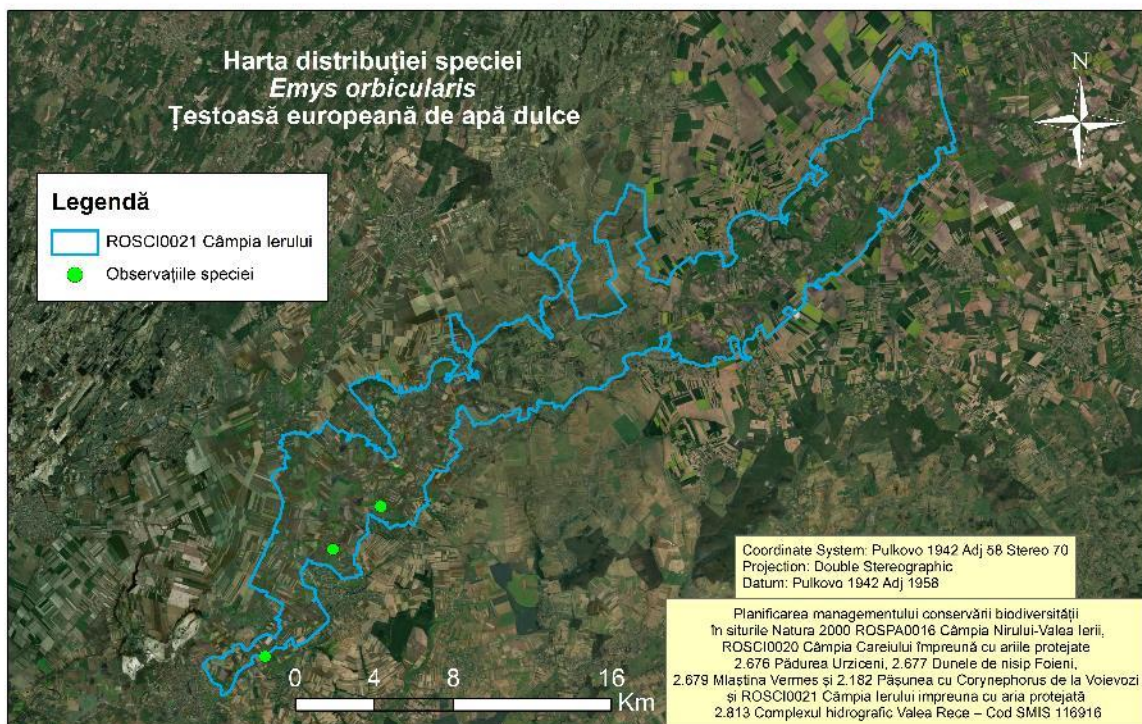 Harta distribuției speciei
Emys orbicularis
Țestoasă europeană de apă dulce
N
Legendă
ROSCI0021 Câmpia Ierului
Observațiile speciei
Coordinate System: Pulkovo 1942 Adj 58 Stereo 70
Projection: Double Stereographic
Datum: Pulkovo 1942 Adj 1958
Planificarea managementului conservării biodiversității
în siturile Natura 2000 ROSPA0016 Câmpia Nirului-Valea Ierii,
ROSCI0020 Câmpia Careiului împreună cu ariile protejate
2.676 Pădurea Urziceni, 2.677 Dunele de nisip Foieni,
2.679 Mlaștina Vermeș și 2.182 Pășunea cu Corynephorus de la Voievozi
și ROSCI0021 Câmpia Ierului impreuna cu aria protejată
2.813 Complexul hidrografic Valea Rece – Cod SMIS 116916
0 4 8 16
Km